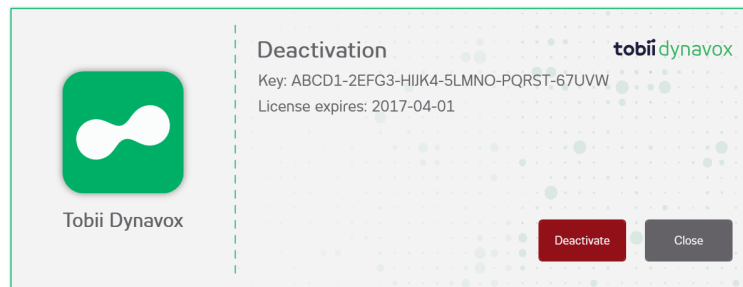 Deactivation
tobii dynavox
Key: ABCD1-2EFG3-HIJK4-5LMNO-PQRST-67UVW
License expires: 2017-04-01
Tobii Dynavox
Deactivate
Close